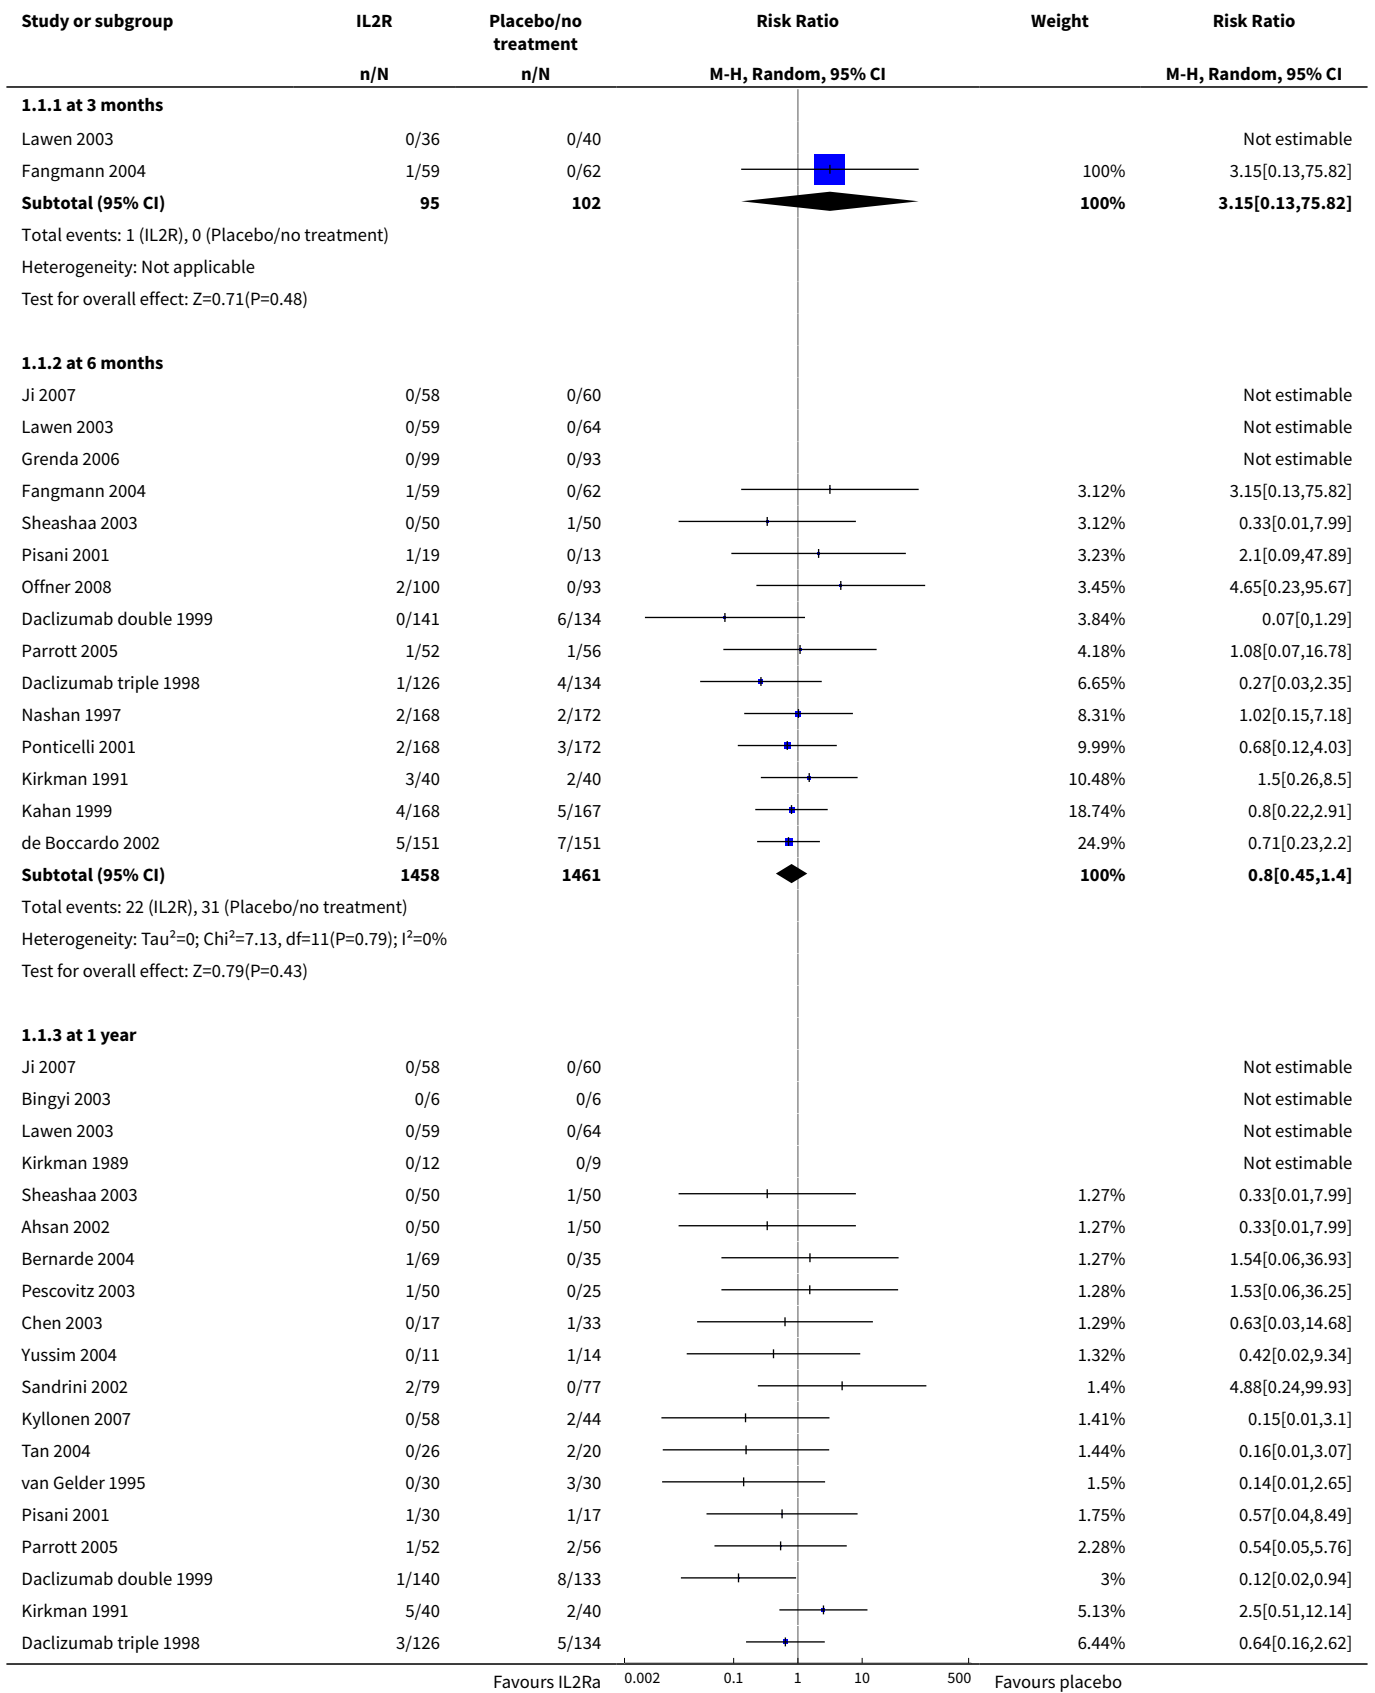 Study or subgroup IL2R Placebo/no treatment Risk Ratio Weight Risk Ratio
n/N n/N M-H, Random, 95% CI M-H, Random, 95% CI
1.1.1 at 3 months
Lawen 2003 0/36 0/40 Not estimable
Fangmann 2004 1/59 0/62 100% 3.15[0.13,75.82]
Subtotal (95% CI) 95 102 100% 3.15[0.13,75.82]
Total events: 1 (IL2R), 0 (Placebo/no treatment)
Heterogeneity: Not applicable
Test for overall effect: Z=0.71(P=0.48)
1.1.2 at 6 months
Ji 2007 0/58 0/60 Not estimable
Lawen 2003 0/59 0/64 Not estimable
Grenda 2006 0/99 0/93 Not estimable
Fangmann 2004 1/59 0/62 3.12% 3.15[0.13,75.82]
Sheashaa 2003 0/50 1/50 3.12% 0.33[0.01,7.99]
Pisani 2001 1/19 0/13 3.23% 2.1[0.09,47.89]
Offner 2008 2/100 0/93 3.45% 4.65[0.23,95.67]
Daclizumab double 1999 0/141 6/134 3.84% 0.07[0,1.29]
Parrott 2005 1/52 1/56 4.18% 1.08[0.07,16.78]
Daclizumab triple 1998 1/126 4/134 6.65% 0.27[0.03,2.35]
Nashan 1997 2/168 2/172 8.31% 1.02[0.15,7.18]
Ponticelli 2001 2/168 3/172 9.99% 0.68[0.12,4.03]
Kirkman 1991 3/40 2/40 10.48% 1.5[0.26,8.5]
Kahan 1999 4/168 5/167 18.74% 0.8[0.22,2.91]
de Boccardo 2002 5/151 7/151 24.9% 0.71[0.23,2.2]
Subtotal (95% CI) 1458 1461 100% 0.8[0.45,1.4]
Total events: 22 (IL2R), 31 (Placebo/no treatment)
Heterogeneity: Tau²=0; Chi²=7.13, df=11(P=0.79); I²=0%
Test for overall effect: Z=0.79(P=0.43)
1.1.3 at 1 year
Ji 2007 0/58 0/60 Not estimable
Bingyi 2003 0/6 0/6 Not estimable
Lawen 2003 0/59 0/64 Not estimable
Kirkman 1989 0/12 0/9 Not estimable
Sheashaa 2003 0/50 1/50 1.27% 0.33[0.01,7.99]
Ahsan 2002 0/50 1/50 1.27% 0.33[0.01,7.99]
Bernarde 2004 1/69 0/35 1.27% 1.54[0.06,36.93]
Pescovitz 2003 1/50 0/25 1.28% 1.53[0.06,36.25]
Chen 2003 0/17 1/33 1.29% 0.63[0.03,14.68]
Yussim 2004 0/11 1/14 1.32% 0.42[0.02,9.34]
Sandrini 2002 2/79 0/77 1.4% 4.88[0.24,99.93]
Kyllonen 2007 0/58 2/44 1.41% 0.15[0.01,3.1]
Tan 2004 0/26 2/20 1.44% 0.16[0.01,3.07]
van Gelder 1995 0/30 3/30 1.5% 0.14[0.01,2.65]
Pisani 2001 1/30 1/17 1.75% 0.57[0.04,8.49]
Parrott 2005 1/52 2/56 2.28% 0.54[0.05,5.76]
Daclizumab double 1999 1/140 8/133 3% 0.12[0.02,0.94]
Kirkman 1991 5/40 2/40 5.13% 2.5[0.51,12.14]
Daclizumab triple 1998 3/126 5/134 6.44% 0.64[0.16,2.62]
Favours IL2Ra 0.002 0.1 1 10 500 Favours placebo